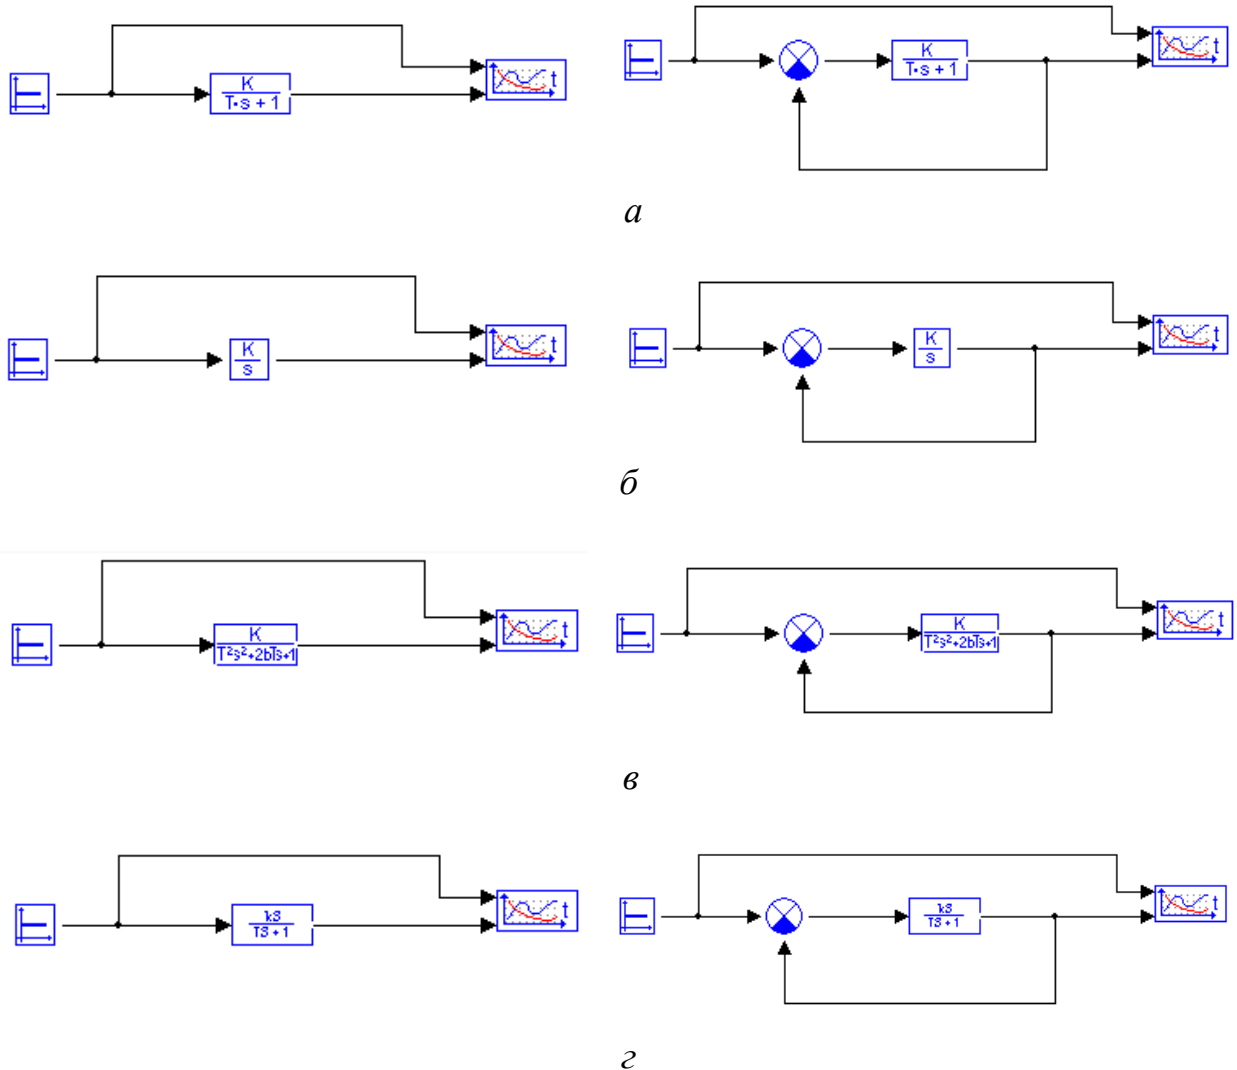 K
T·s + 1
t
K
T·s + 1
t
а
K
s
t
K
s
t
б
K
T²s²+2bTs+1
t
K
T²s²+2bTs+1
t
в
kS
TS + 1
t
kS
TS + 1
t
г